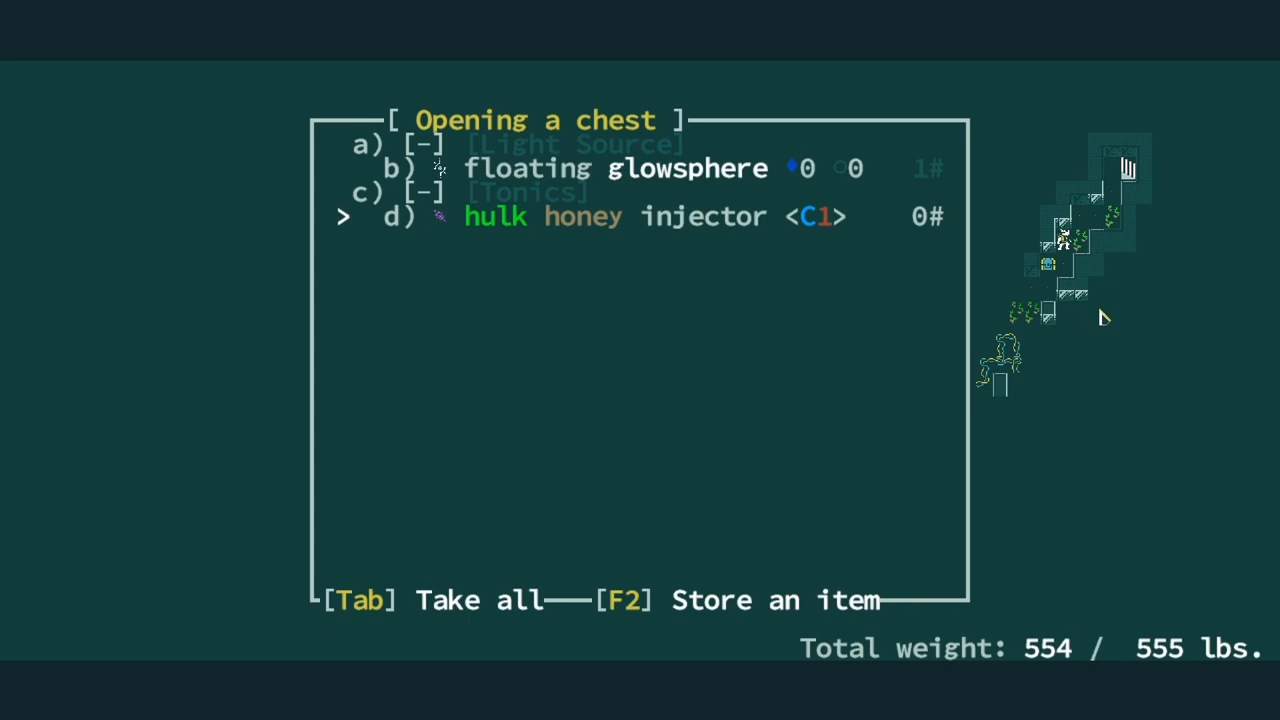 [ Opening a chest ]
a) [-] [Light Source]
b) floating glowsphere ♦0 ○0 1#
c) [-] [Tonics]
> d) hulk honey injector <C1> 0#
[Tab] Take all [F2] Store an item
Total weight: 554 / 555 lbs.